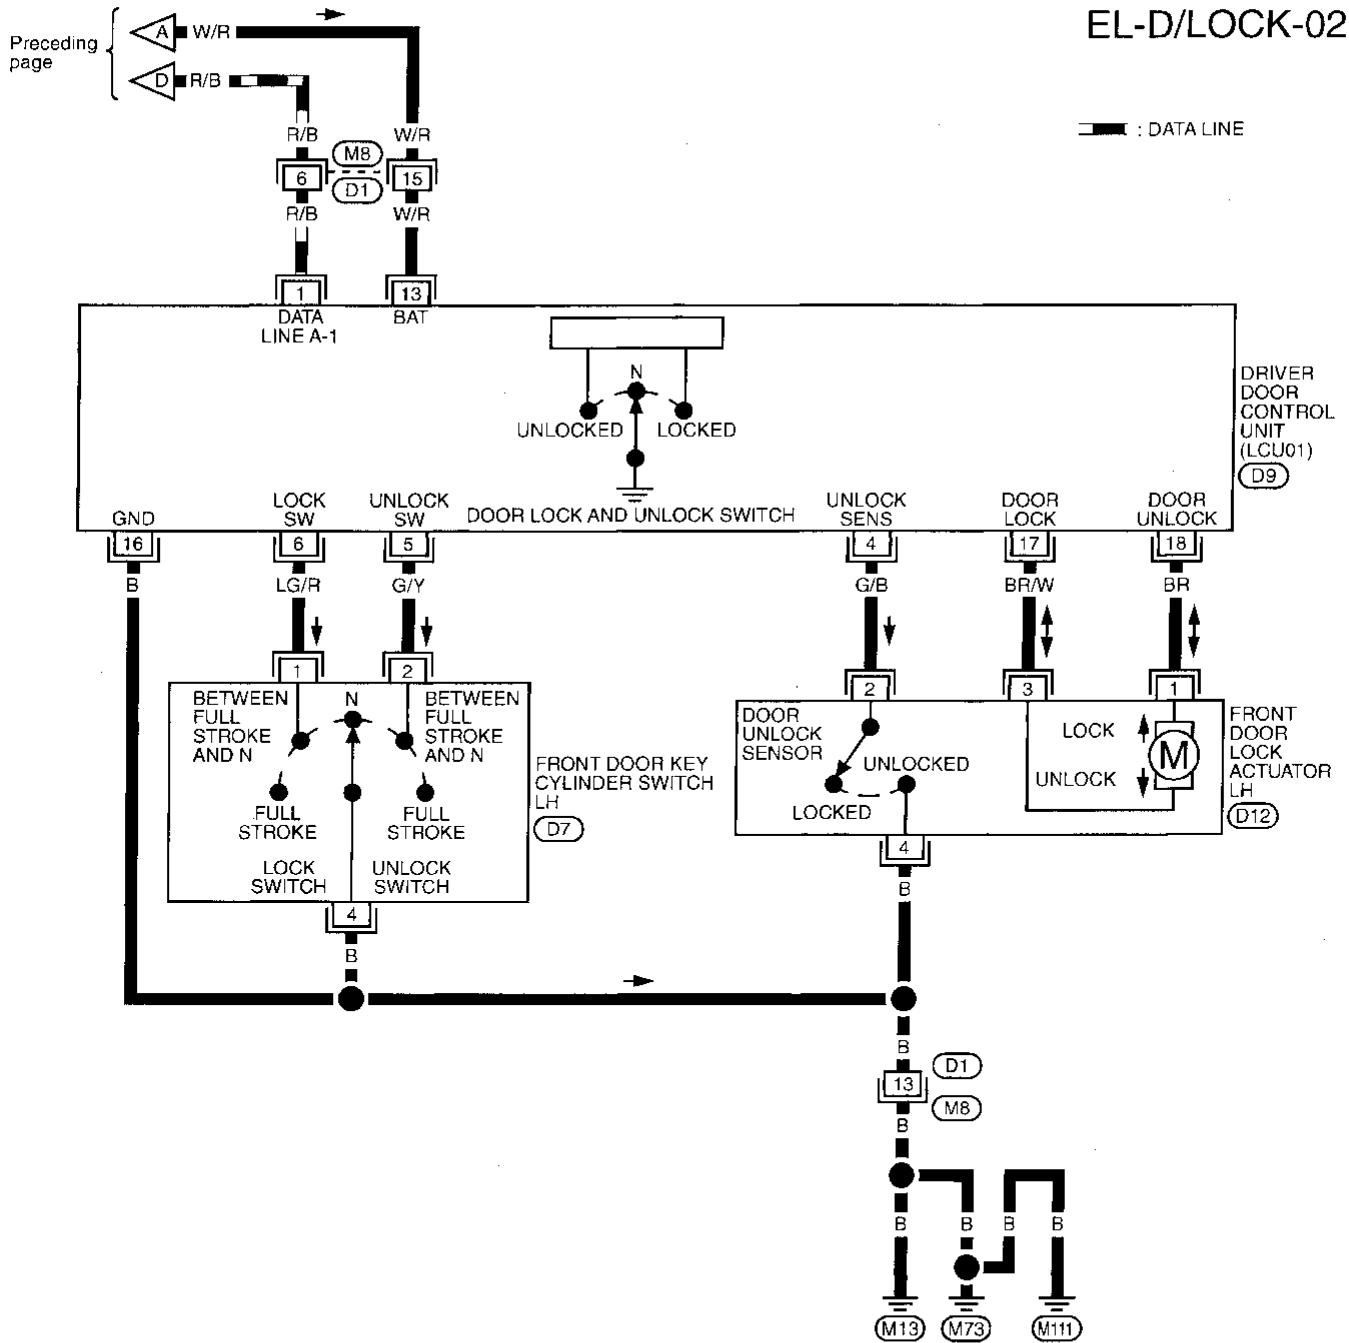 EL-D/LOCK-02
Preceding
page
A W/R
D R/B
: DATA LINE
R/B W/R
M8
6 15
D1
R/B W/R
1 13
DATA
LINE A-1
BAT
N
UNLOCKED LOCKED
DOOR LOCK AND UNLOCK SWITCH
DRIVER
DOOR
CONTROL
UNIT
(LCU01)
D9
GND
LOCK
SW
UNLOCK
SW
UNLOCK
SENS
DOOR
LOCK
DOOR
UNLOCK
16 6 5 4 17 18
B LG/R G/Y G/B BR/W BR
1 2
BETWEEN
FULL
STROKE
AND N
N
BETWEEN
FULL
STROKE
AND N
FULL
STROKE
FULL
STROKE
LOCK
SWITCH
UNLOCK
SWITCH
4
B
FRONT DOOR KEY
CYLINDER SWITCH
LH
D7
2 3 1
DOOR
UNLOCK
SENSOR
UNLOCKED
LOCKED
LOCK
UNLOCK
M
FRONT
DOOR
LOCK
ACTUATOR
LH
D12
4
B
B
D1
13
M8
B
B B B B
M13 M73 M111